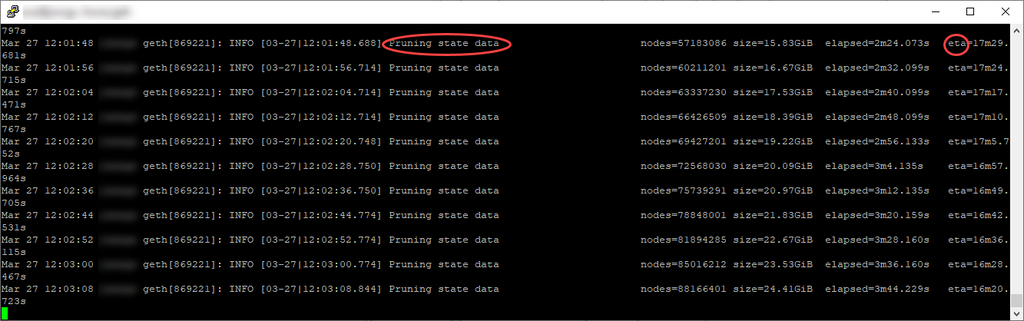 797s
Mar 27 12:01:48 geth[869221]: INFO [03-27|12:01:48.688] Pruning state data nodes=57183086 size=15.83GiB elapsed=2m24.073s eta=17m29.
681s
Mar 27 12:01:56 geth[869221]: INFO [03-27|12:01:56.714] Pruning state data nodes=60211201 size=16.67GiB elapsed=2m32.099s eta=17m24.
715s
Mar 27 12:02:04 geth[869221]: INFO [03-27|12:02:04.714] Pruning state data nodes=63337230 size=17.53GiB elapsed=2m40.099s eta=17m17.
471s
Mar 27 12:02:12 geth[869221]: INFO [03-27|12:02:12.714] Pruning state data nodes=66426509 size=18.39GiB elapsed=2m48.099s eta=17m10.
767s
Mar 27 12:02:20 geth[869221]: INFO [03-27|12:02:20.748] Pruning state data nodes=69427201 size=19.22GiB elapsed=2m56.133s eta=17m5.7
52s
Mar 27 12:02:28 geth[869221]: INFO [03-27|12:02:28.750] Pruning state data nodes=72568030 size=20.09GiB elapsed=3m4.135s eta=16m57.
964s
Mar 27 12:02:36 geth[869221]: INFO [03-27|12:02:36.750] Pruning state data nodes=75739291 size=20.97GiB elapsed=3m12.135s eta=16m49.
705s
Mar 27 12:02:44 geth[869221]: INFO [03-27|12:02:44.774] Pruning state data nodes=78848001 size=21.83GiB elapsed=3m20.159s eta=16m42.
531s
Mar 27 12:02:52 geth[869221]: INFO [03-27|12:02:52.774] Pruning state data nodes=81894285 size=22.67GiB elapsed=3m28.160s eta=16m36.
115s
Mar 27 12:03:00 geth[869221]: INFO [03-27|12:03:00.774] Pruning state data nodes=85016212 size=23.53GiB elapsed=3m36.160s eta=16m28.
467s
Mar 27 12:03:08 geth[869221]: INFO [03-27|12:03:08.844] Pruning state data nodes=88166401 size=24.41GiB elapsed=3m44.229s eta=16m20.
723s